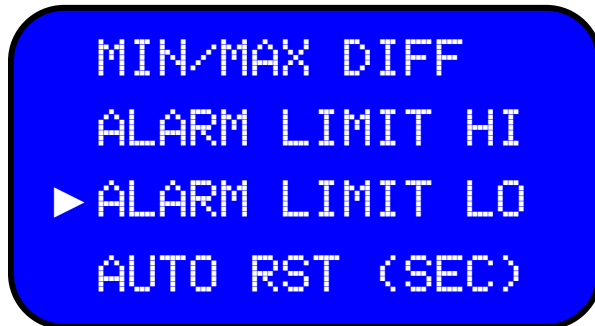 MIN/MAX DIFF
ALARM LIMIT HI
►ALARM LIMIT LO
AUTO RST (SEC)